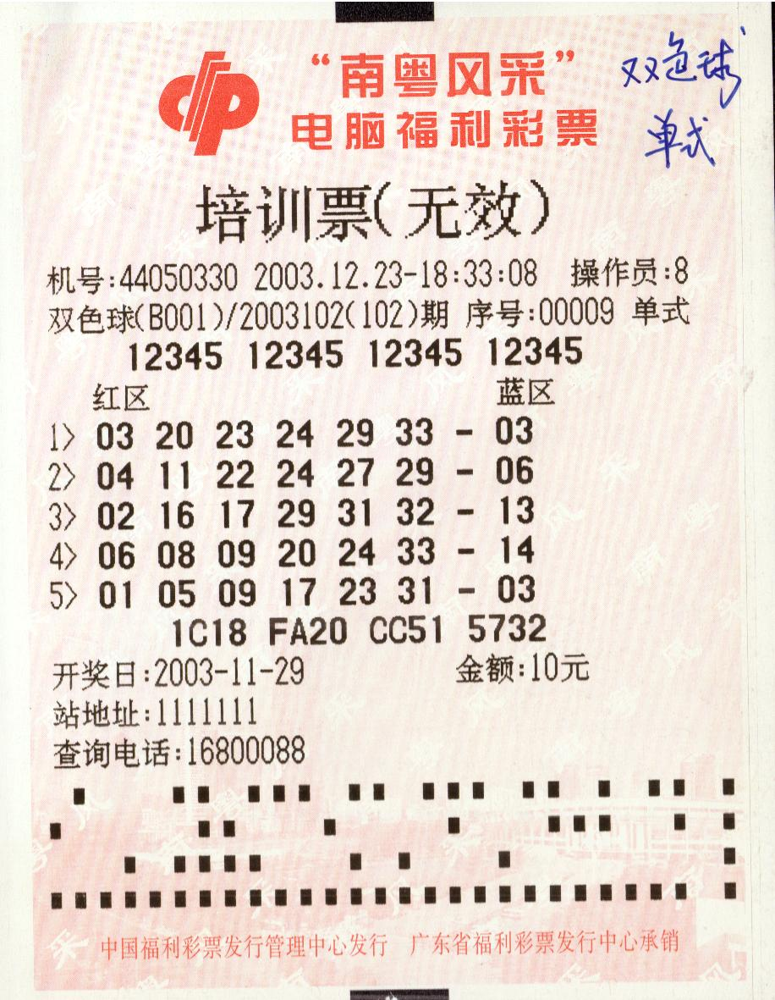 “南粤风采”
电脑福利彩票
双色球
单式
培训票(无效)
机号:44050330 2003.12.23-18:33:08 操作员:8
双色球(B001)/2003102(102)期 序号:00009 单式
12345 12345 12345 12345
红区 蓝区
1> 03 20 23 24 29 33 - 03
2> 04 11 22 24 27 29 - 06
3> 02 16 17 29 31 32 - 13
4> 06 08 09 20 24 33 - 14
5> 01 05 09 17 23 31 - 03
1C18 FA20 CC51 5732
开奖日:2003-11-29 金额:10元
站地址:1111111
查询电话:16800088
中国福利彩票发行管理中心发行 广东省福利彩票发行中心承销